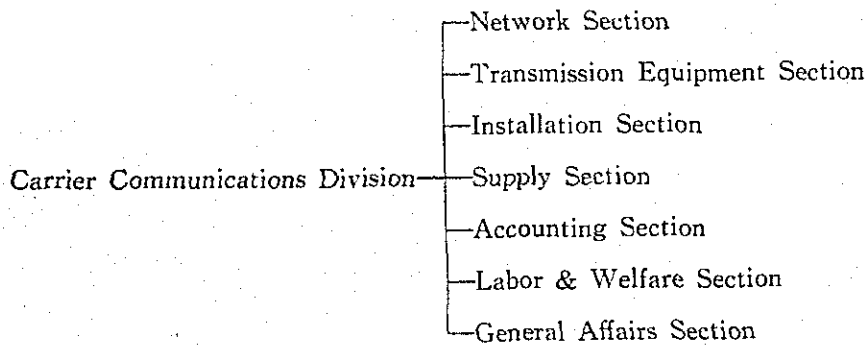 Network Section
Transmission Equipment Section
Installation Section
Carrier Communications Division
Supply Section
Accounting Section
Labor & Welfare Section
General Affairs Section